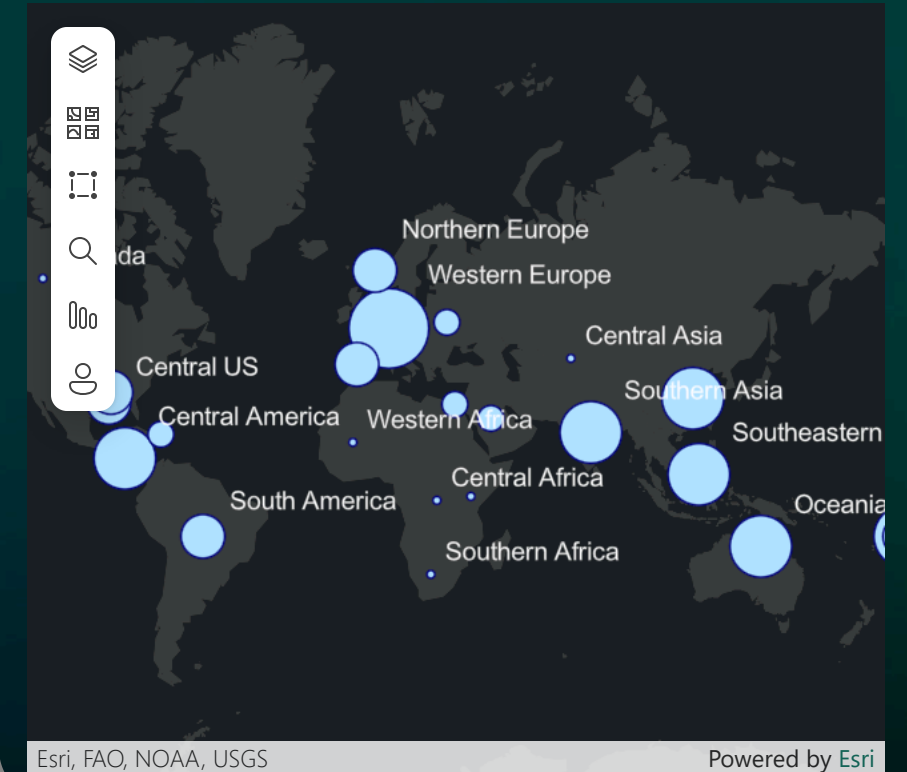 Northern Europe
Western Europe
Central Asia
Central US
Southern Asia
Central America
Western Africa
Southeastern
Central Africa
South America
Oceania
Southern Africa
Esri, FAO, NOAA, USGS
Powered by Esri